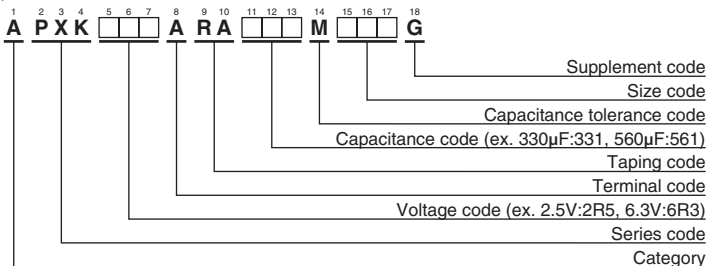 1 2 3 4 5 6 7 8 9 10 11 12 13 14 15 16 17 18
A P X K □□□ A R A □□□ M □□□ G
Supplement code
Size code
Capacitance tolerance code
Capacitance code (ex. 330µF:331, 560µF:561)
Taping code
Terminal code
Voltage code (ex. 2.5V:2R5, 6.3V:6R3)
Series code
Category